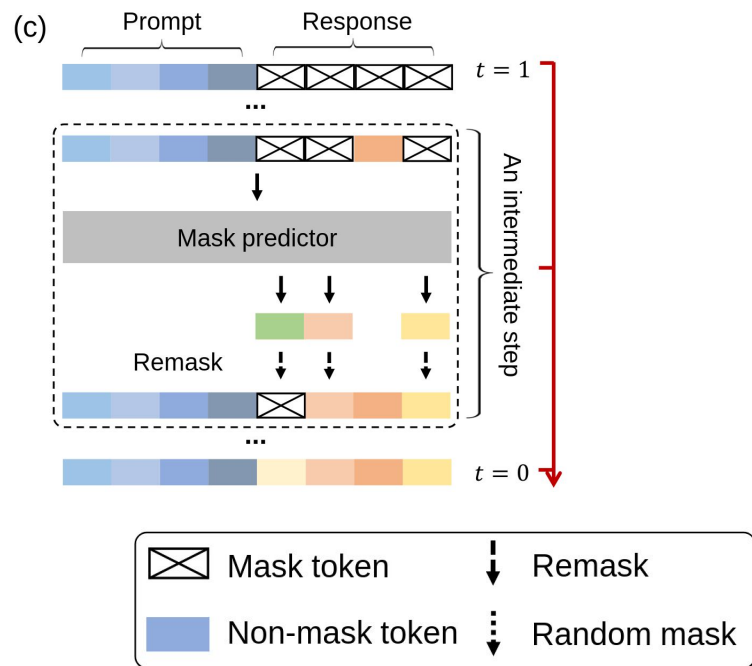 (c)
Prompt
Response
t = 1
...
Mask predictor
An intermediate step
Remask
...
t = 0
Mask token
Remask
Non-mask token
Random mask